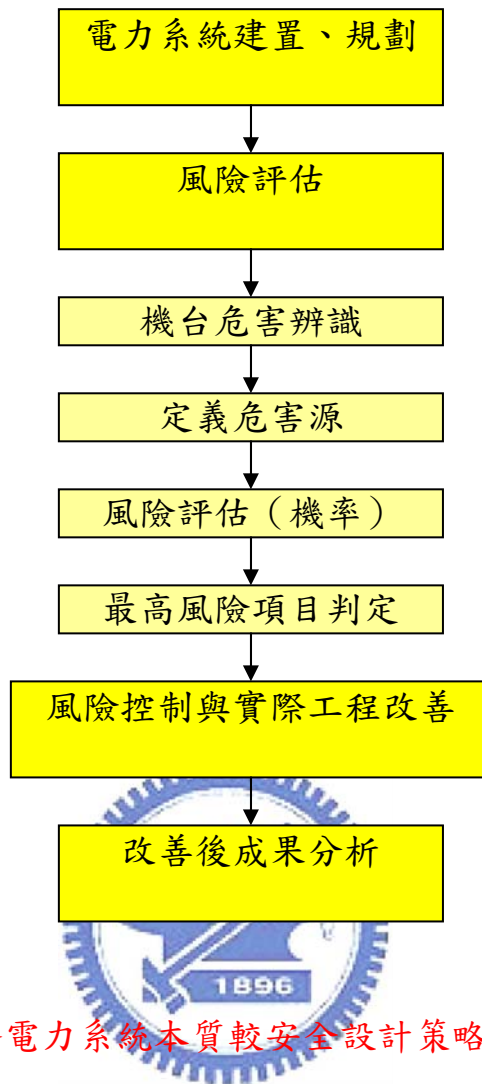 電力系統建置、規劃
風險評估
機台危害辨識
定義危害源
風險評估（機率）
最高風險項目判定
風險控制與實際工程改善
改善後成果分析
1896
電力系統本質較安全設計策略